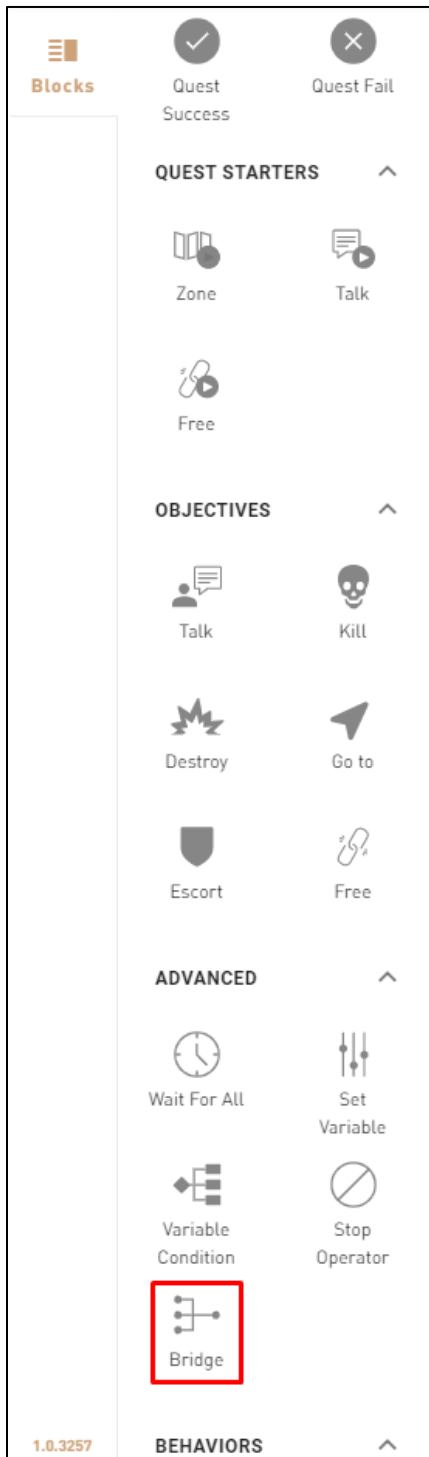 Blocks
Quest
Success
Quest Fail
QUEST STARTERS
Zone
Talk
Free
OBJECTIVES
Talk
Kill
Destroy
Go to
Escort
Free
ADVANCED
Wait For All
Set
Variable
Variable
Condition
Stop
Operator
Bridge
1.0.3257
BEHAVIORS